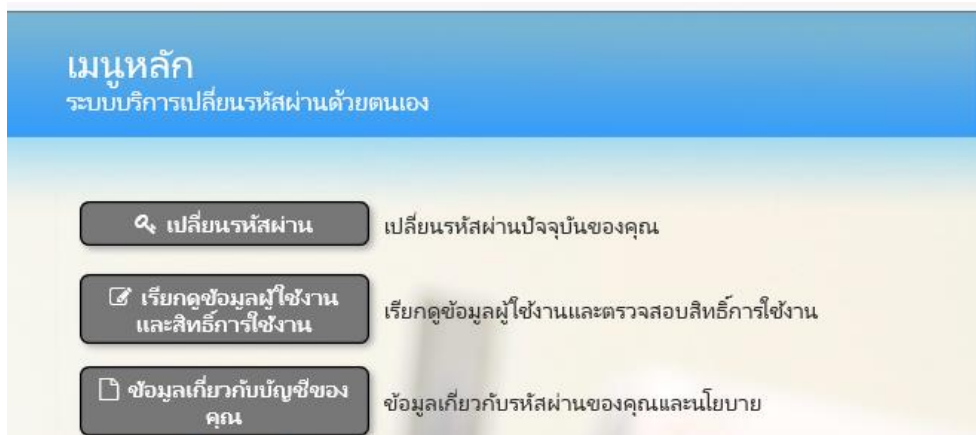 เมนูหลัก
ระบบบริการเปลี่ยนรหัสผ่านด้วยตนเอง
เปลี่ยนรหัสผ่าน
เปลี่ยนรหัสผ่านปัจจุบันของคุณ
เรียกดูข้อมูลผู้ใช้งาน
และสิทธิ์การใช้งาน
เรียกดูข้อมูลผู้ใช้งานและตรวจสอบสิทธิ์การใช้งาน
ข้อมูลเกี่ยวกับบัญชีของ
คุณ
ข้อมูลเกี่ยวกับรหัสผ่านของคุณและนโยบาย